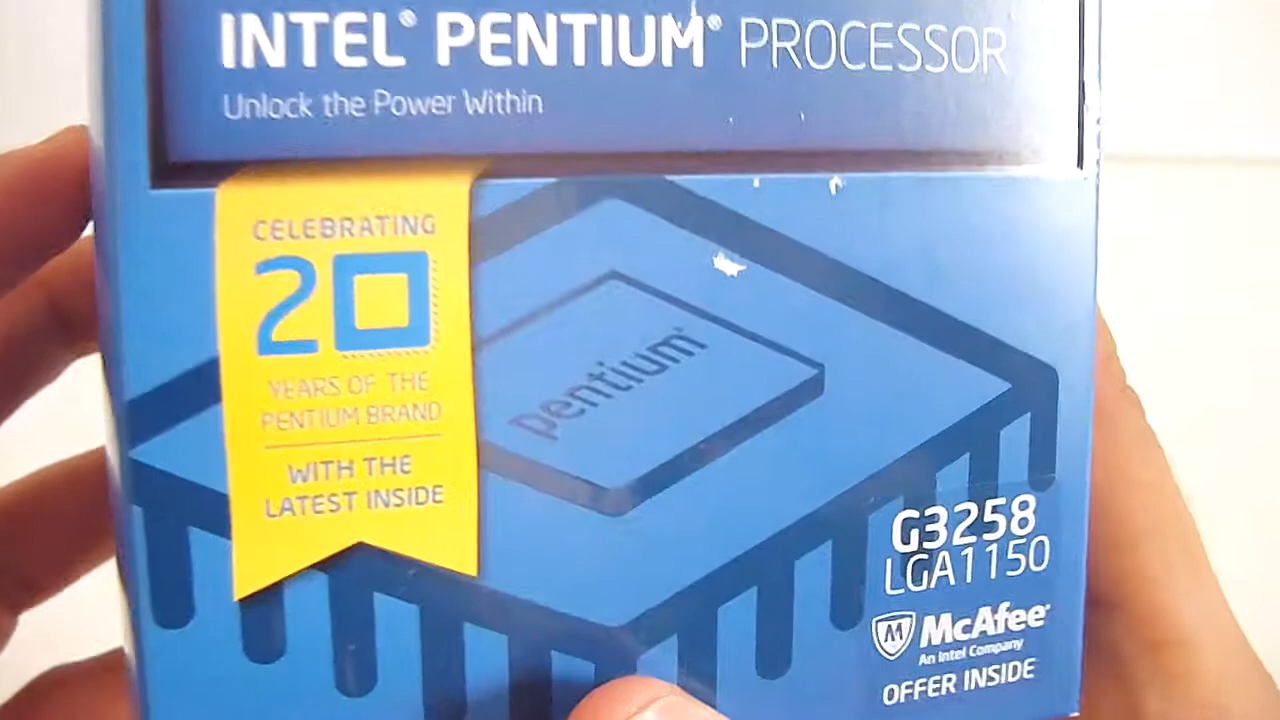 INTEL® PENTIUM® PROCESSOR
Unlock the Power Within
CELEBRATING
20
YEARS OF THE
PENTIUM BRAND
WITH THE
LATEST INSIDE
pentium®
G3258
LGA1150
M McAfee®
An Intel Company
OFFER INSIDE